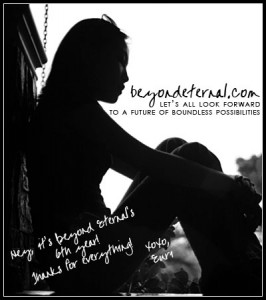 beyondeternal.com
LET'S ALL LOOK FORWARD
TO A FUTURE OF BOUNDLESS POSSIBILITIES
Hey, it's beyond eternal's
6th year!
Thanks for everything!
xoxo,
Euri